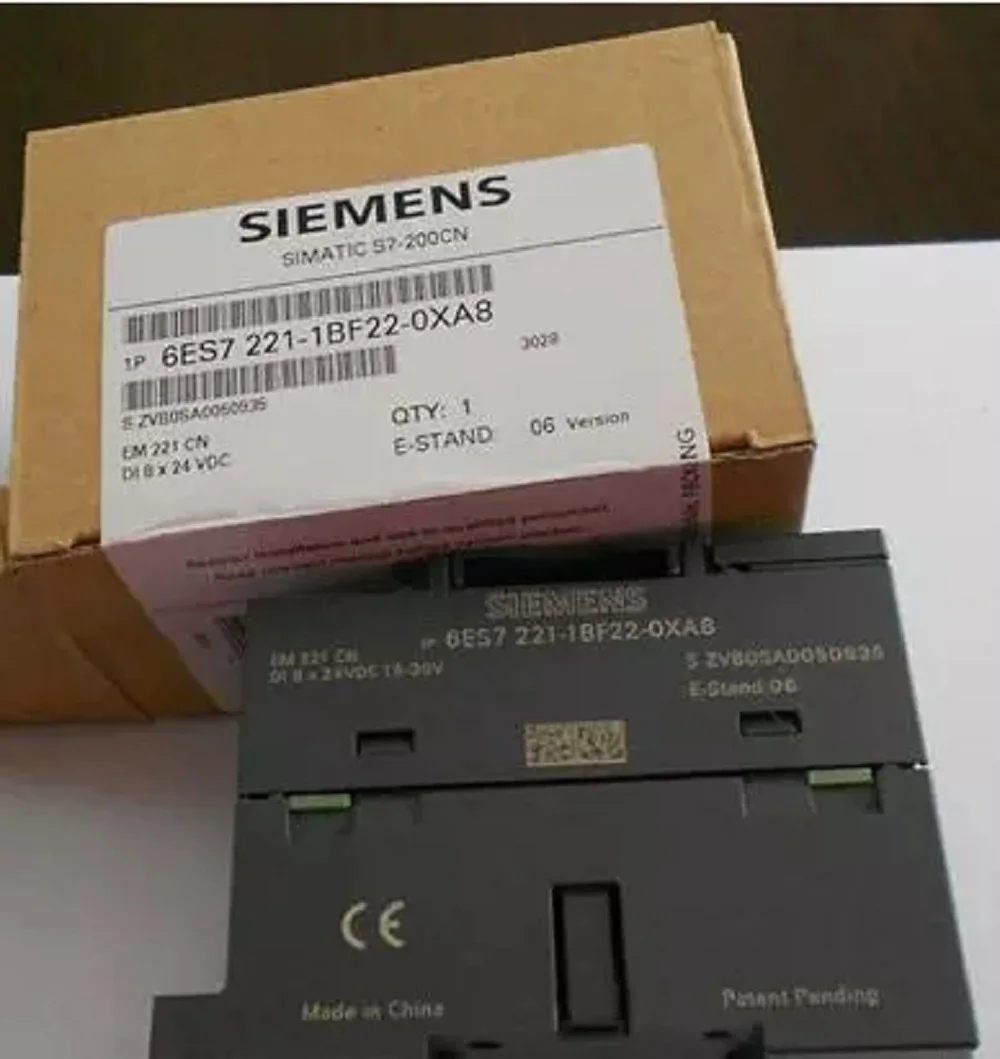 SIEMENS
SIMATIC S7-200CN
1P 6ES7 221-1BF22-0XA8
3028
S ZVB0SA0050935
EM 221 CN
DI 8 x 24 VDC
QTY: 1
E-STAND: 06 Version
SIEMENS
1P 6ES7 221-1BF22-0XA8
EM 221 CN
DI 8 x 24VDC 15-30V
S ZVB0SA0050935
E-Stand 06
CE
Made in China
Patent Pending